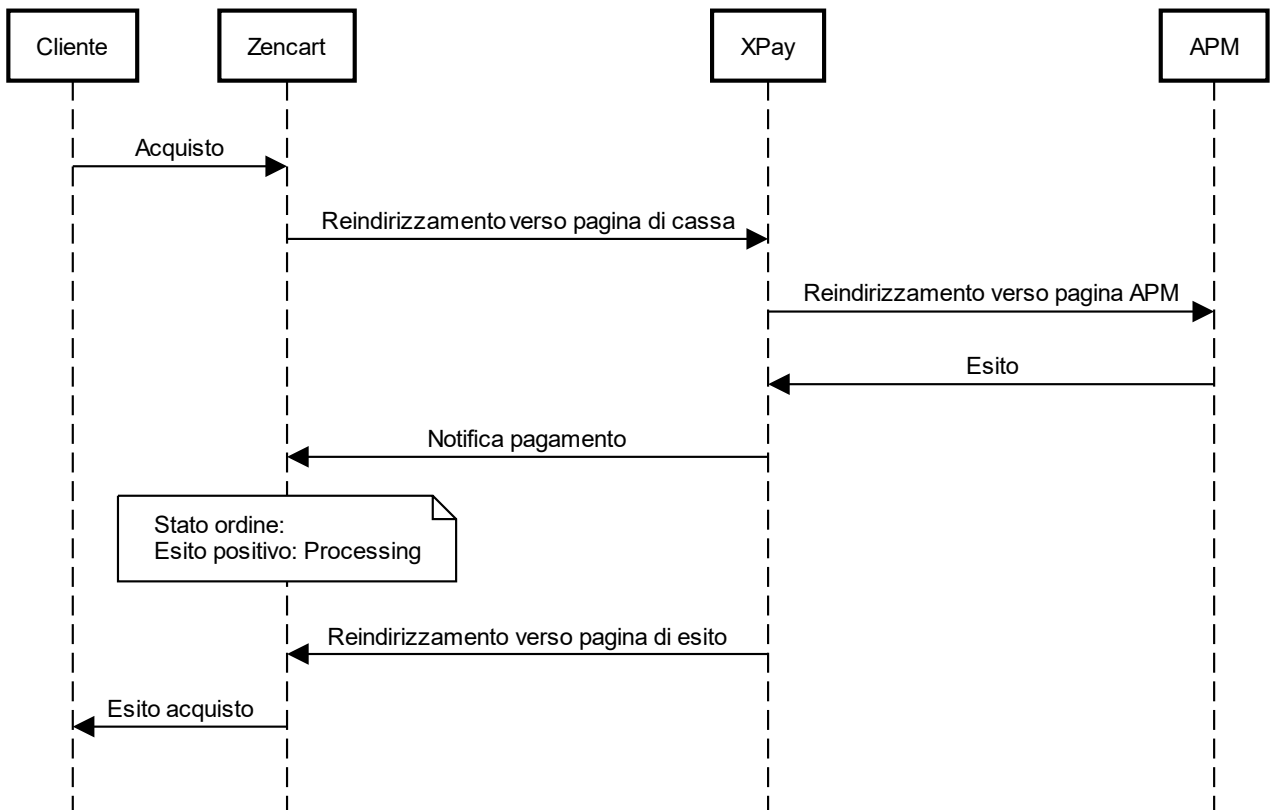 Cliente
Zencart
XPay
APM
Acquisto
Reindirizzamento verso pagina di cassa
Reindirizzamento verso pagina APM
Esito
Notifica pagamento
Stato ordine:
Esito positivo: Processing
Reindirizzamento verso pagina di esito
Esito acquisto